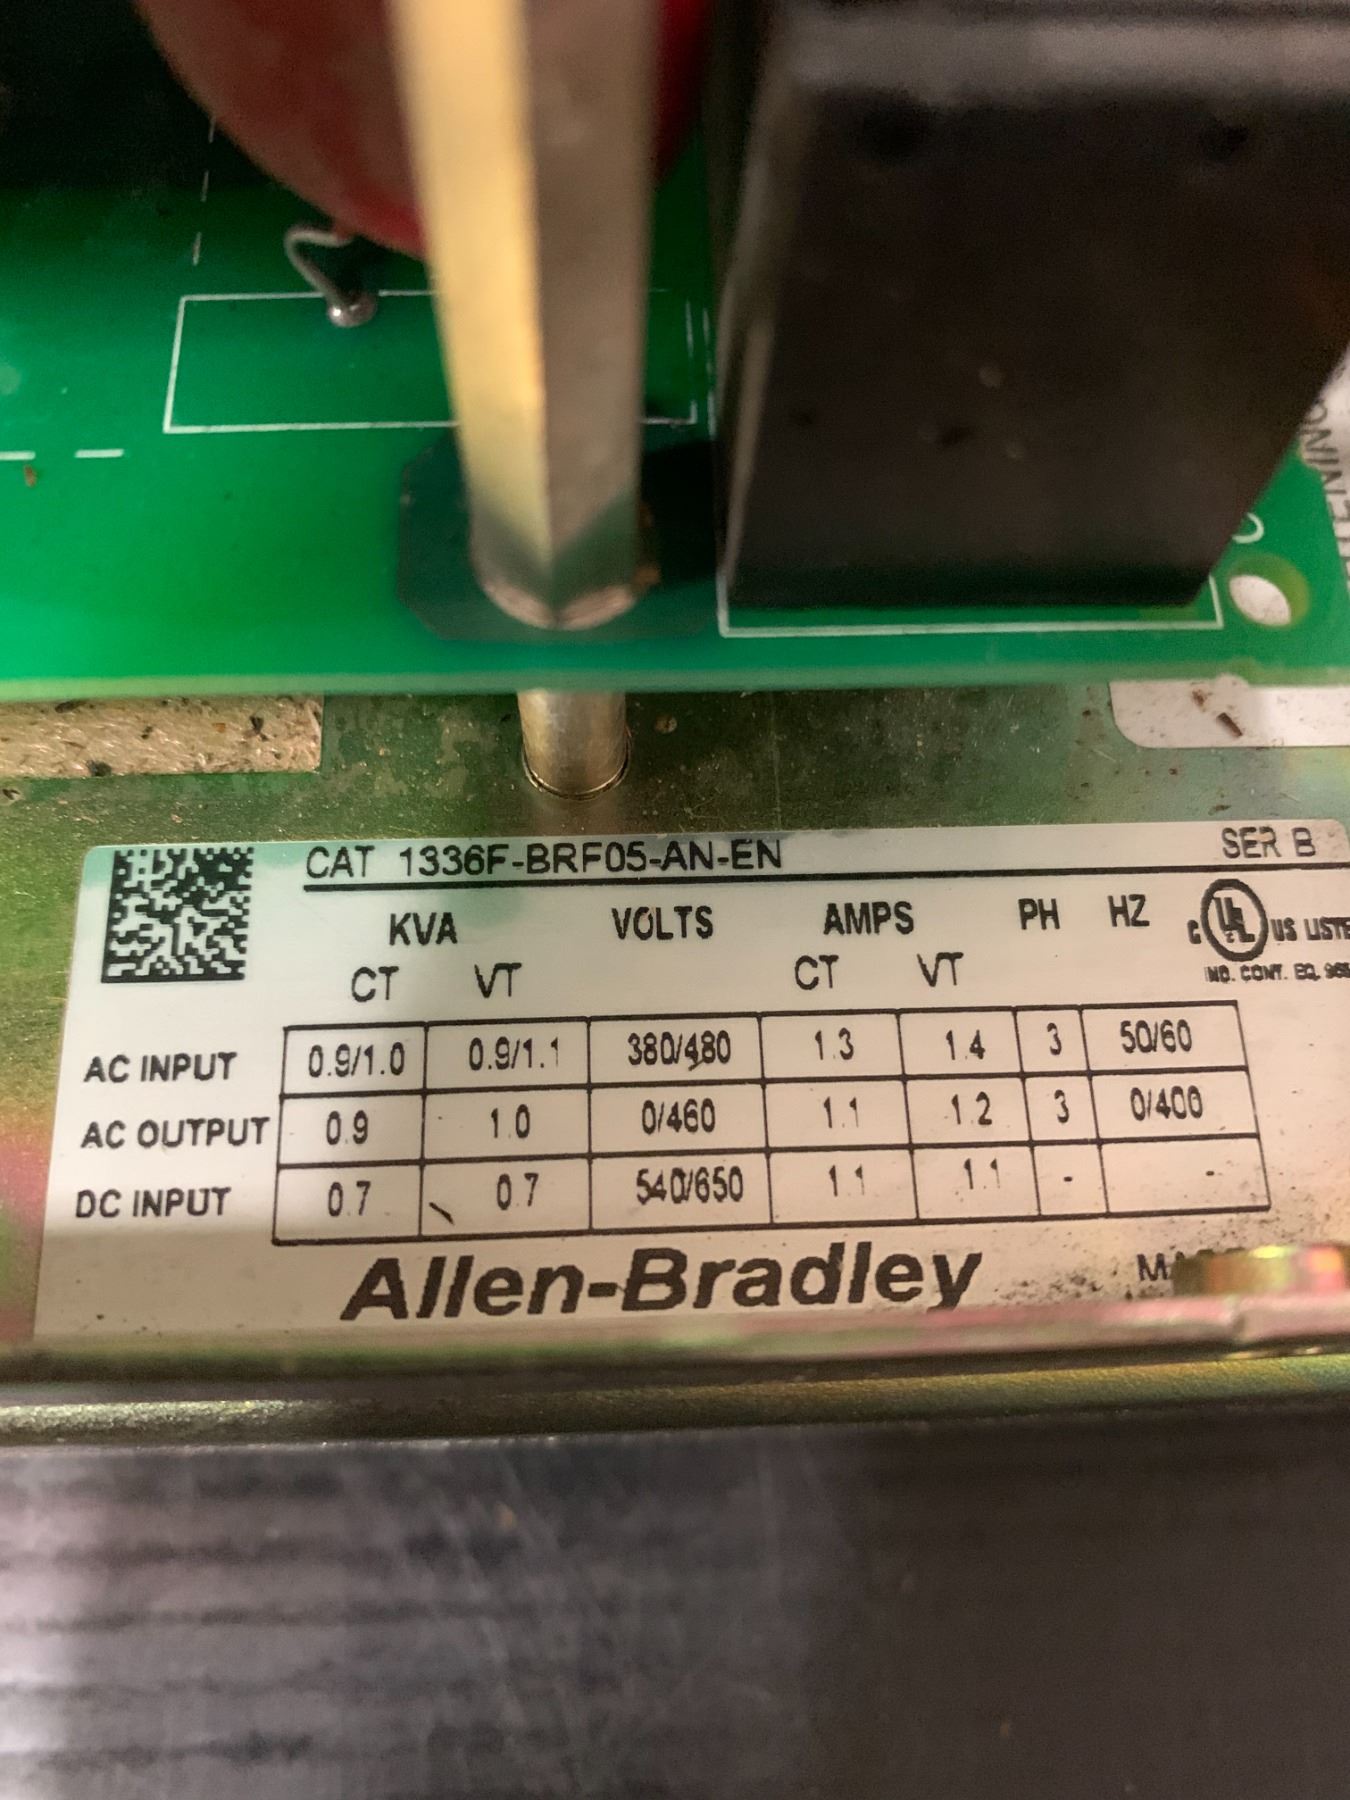 CAT 1336F-BRF05-AN-EN SER B
KVA VOLTS AMPS PH HZ
C UL US LISTE
CT VT CT VT
IND. CONT. EQ.
AC INPUT 0.9/1.0 0.9/1.1 380/480 1.3 1.4 3 50/60
AC OUTPUT 0.9 1.0 0/460 1.1 1.2 3 0/400
DC INPUT 0.7 0.7 540/650 1.1 1.1 - -
Allen-Bradley